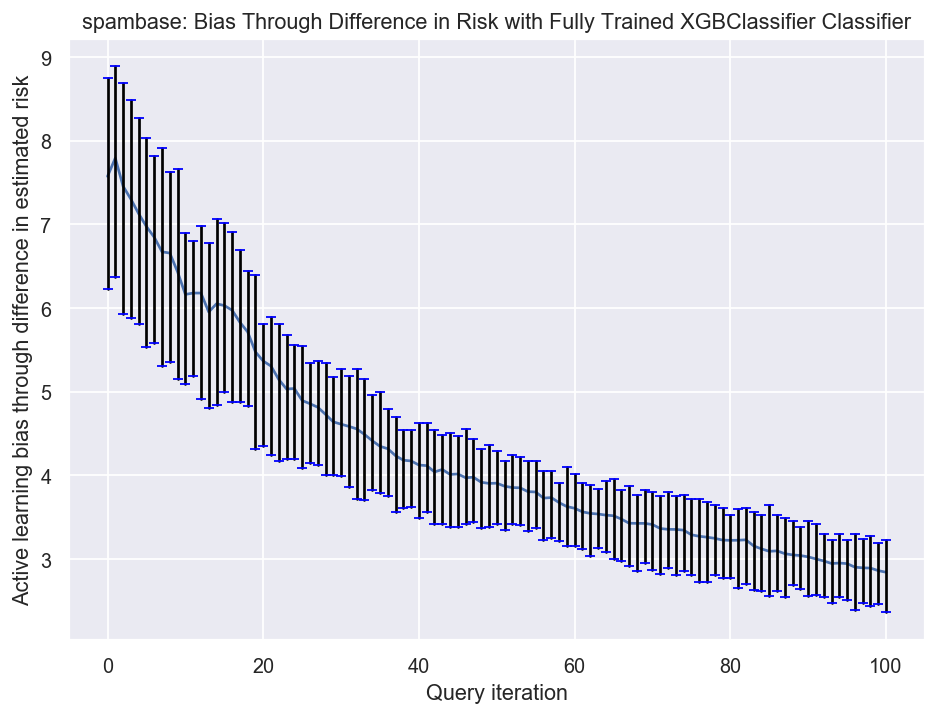 spambase: Bias Through Difference in Risk with Fully Trained XGBClassifier Classifier
Active learning bias through difference in estimated risk
9
8
7
6
5
4
3
0 20 40 60 80 100
Query iteration